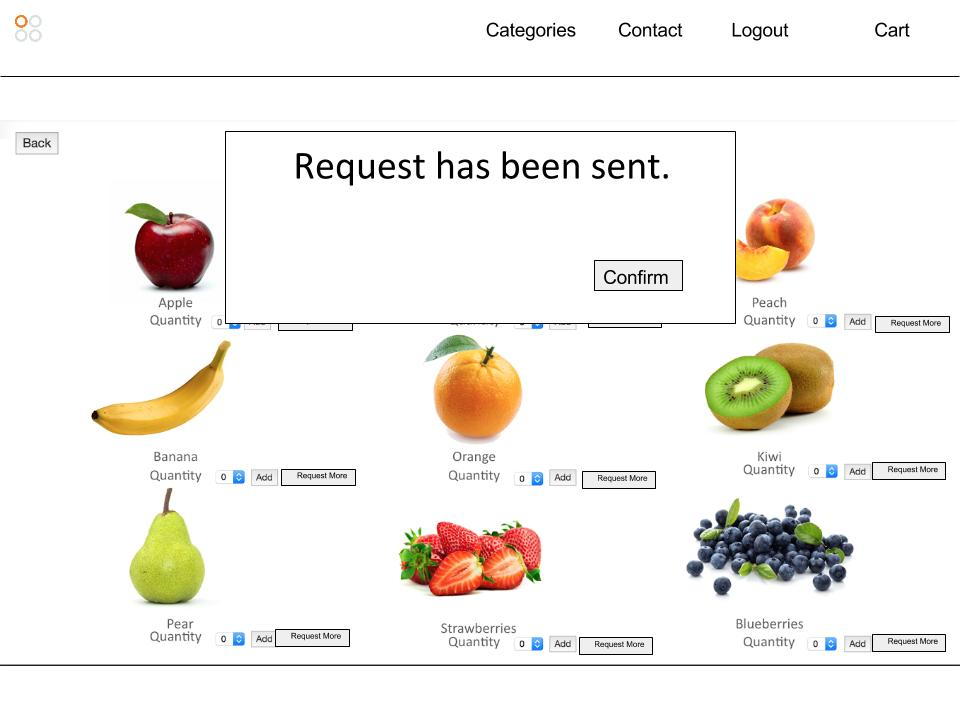 Categories Contact Logout Cart
Back
Request has been sent.
Confirm
Apple Peach
Quantity 0 Quantity 0 Add Request More
Banana Orange Kiwi
Quantity 0 Add Request More Quantity 0 Add Request More Quantity 0 Add Request More
Pear Strawberries Blueberries
Quantity 0 Add Request More Quantity 0 Add Request More Quantity 0 Add Request More